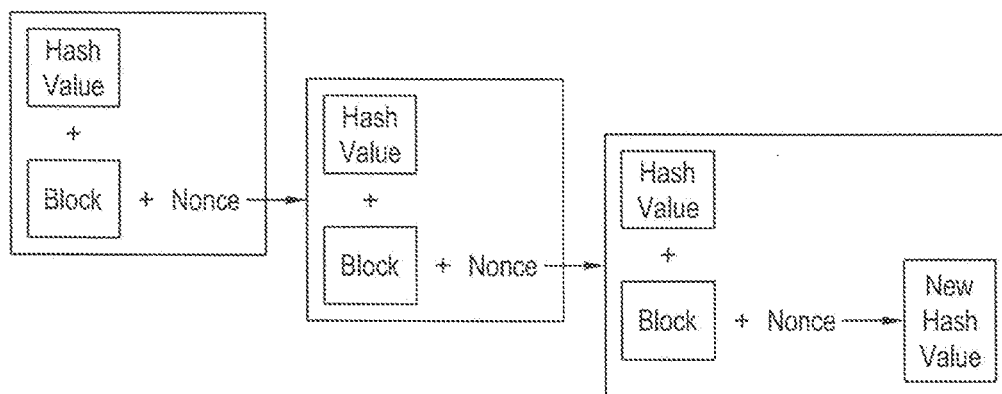 Hash
Value
+
Block + Nonce
Hash
Value
+
Block + Nonce
Hash
Value
+
Block + Nonce
New
Hash
Value